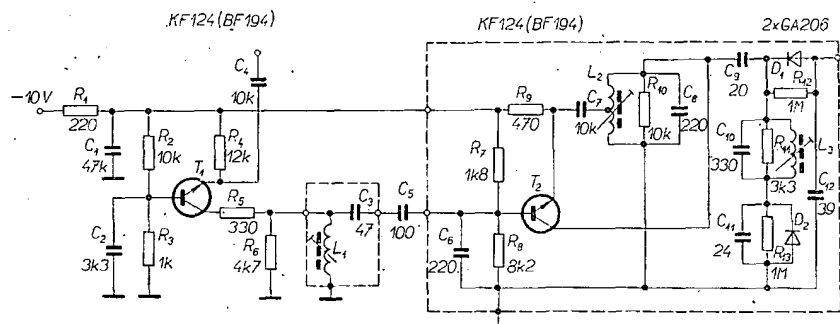 KF124(BF194)
KF124(BF194)
2xGA206
-10V
R1
220
C1
47k
R2
10k
R4
12k
C4
10k
T1
C2
3k3
R3
1k
R5
330
R6
4k7
L1
C3
47
C5
100
C6
220
R7
1k8
R8
8k2
R9
470
T2
C7
10k
L2
R10
10k
C8
220
C9
20
D1
R12
1M
C10
330
R11
3k3
L3
C12
39
C11
24
R13
1M
D2